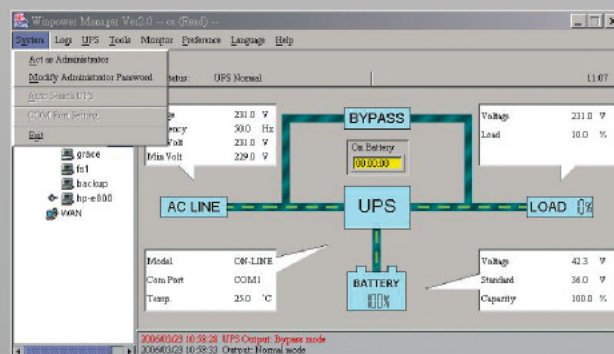 Winpower Manager Ver2.0 -- cs (Read) --
System Logs UPS Tools Monitor Preference Language Help
Act as Administrator
Modify Administrator Password
Auto Search UPS
COM Port Setting
Exit
Status: UPS Normal
11:07
231.0 V
50.0 Hz
Volt 231.0 V
Min Volt 229.0 V
BYPASS
Voltage 231.0 V
Load 10.0 %
On Battery
00:00:00
grace
fs1
backup
hp-e800
WAN
AC LINE
UPS
LOAD
Model ON-LINE
Com Port COM1
Temp. 25.0 °C
BATTERY
100%
Voltage 42.3 V
Standard 36.0 V
Capacity 100.0 %
2006/03/23 10:58:28 UPS Output: Bypass mode
2006/03/23 10:58:33 Output: Normal mode